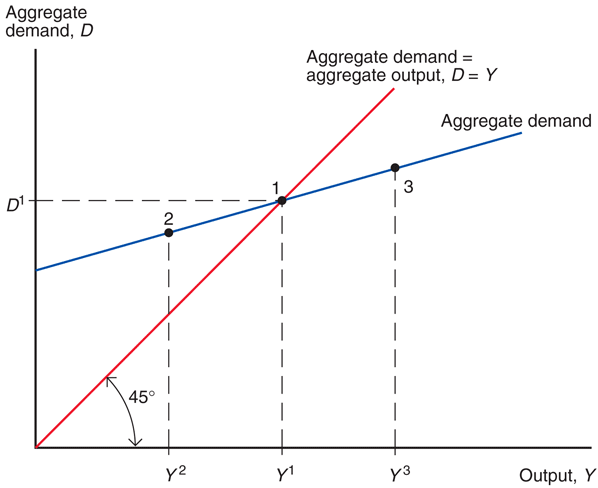 Aggregate
demand, D
Aggregate demand =
aggregate output, D = Y
Aggregate demand
1
3
D¹
2
45°
Y²
Y¹
Y³
Output, Y